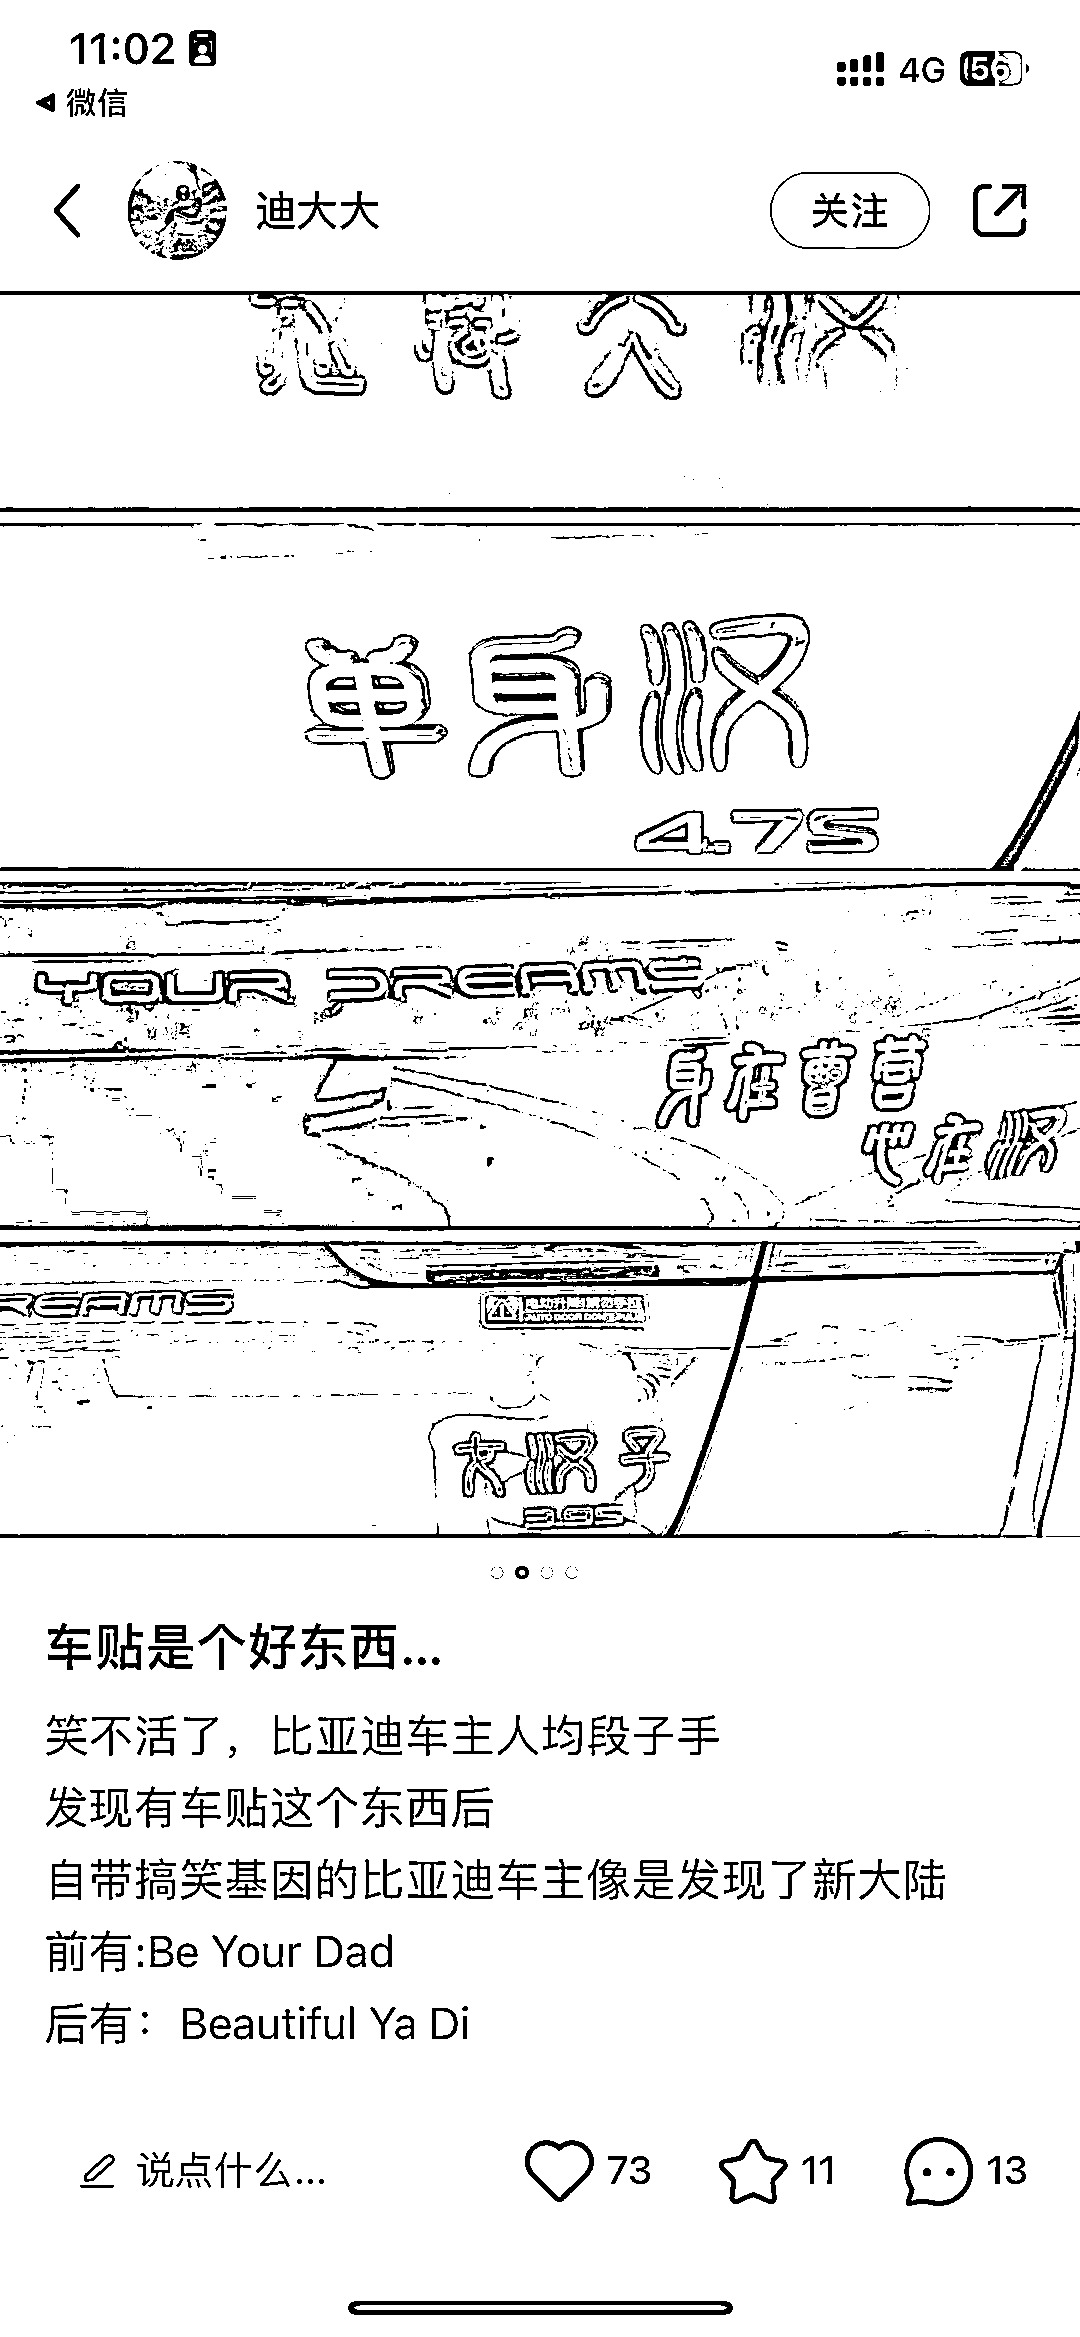 11:02
4G 56
微信
迪大大
关注
大汉
单身汉
4.7S
YOUR DREAMS
身在曹营
心在汉
REAMS
女汉子
3.9S
车贴是个好东西...
笑不活了，比亚迪车主人均段子手
发现有车贴这个东西后
自带搞笑基因的比亚迪车主像是发现了新大陆
前有:Be Your Dad
后有：Beautiful Ya Di
说点什么...
73
11
13